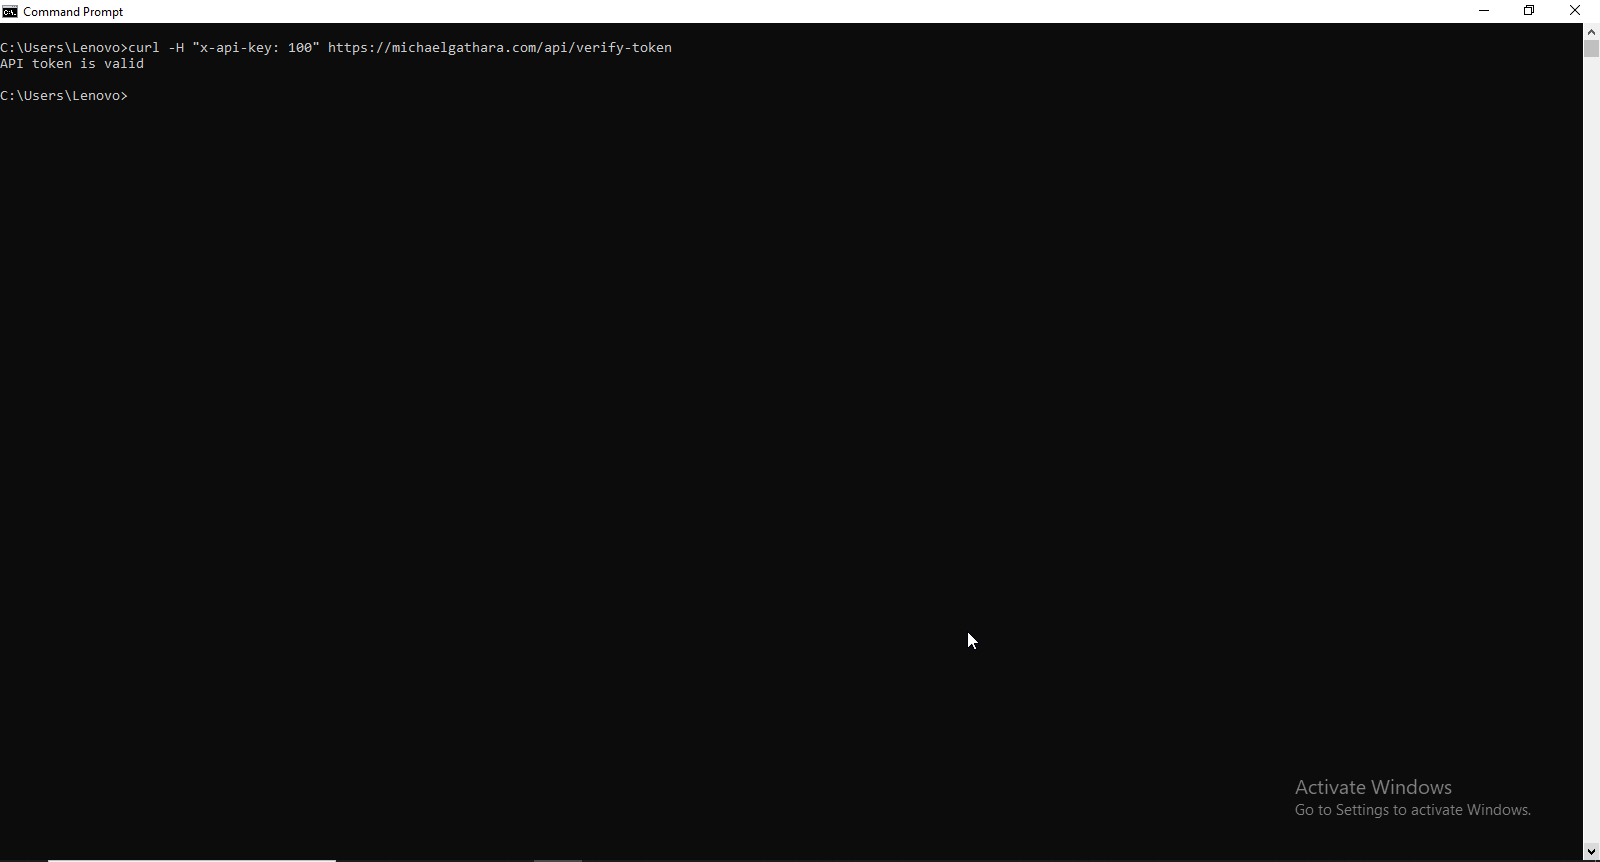 Command Prompt
C:\Users\Lenovo>curl -H "x-api-key: 100" https://michaelgathara.com/api/verify-token
API token is valid
C:\Users\Lenovo>
Activate Windows
Go to Settings to activate Windows.